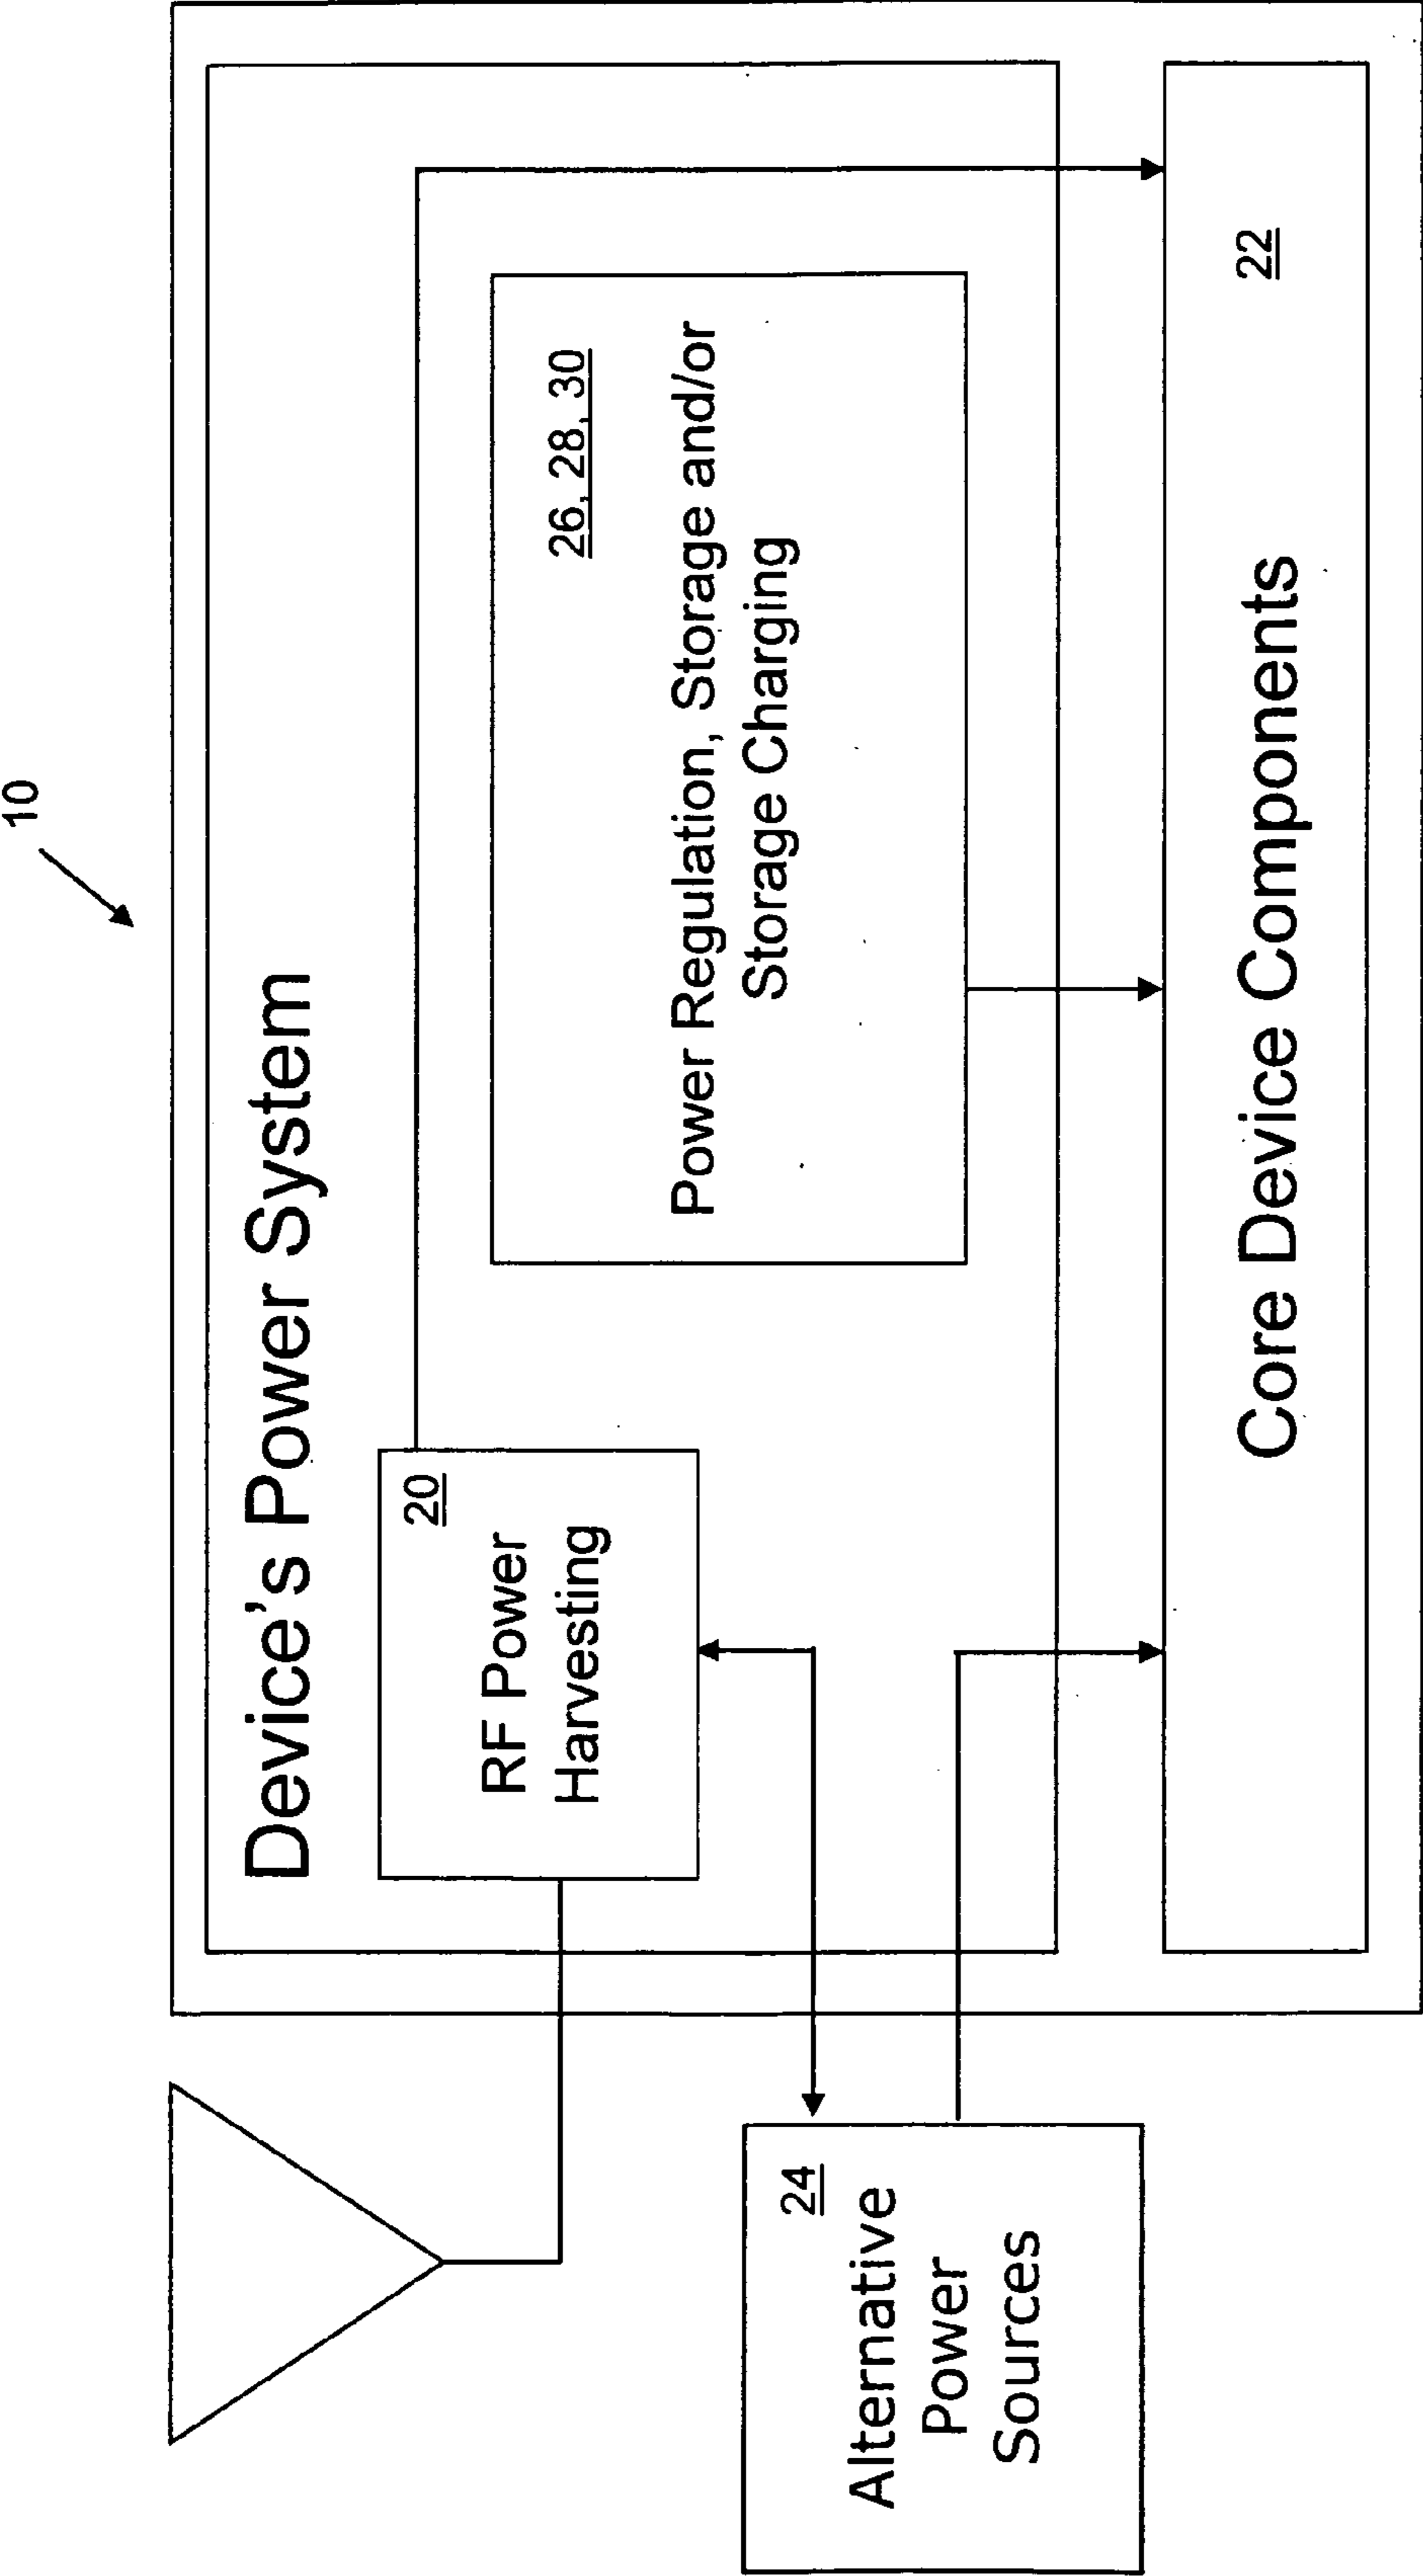 10
Device's Power System
20
RF Power
Harvesting
26, 28, 30
Power Regulation, Storage and/or
Storage Charging
24
Alternative
Power
Sources
22
Core Device Components